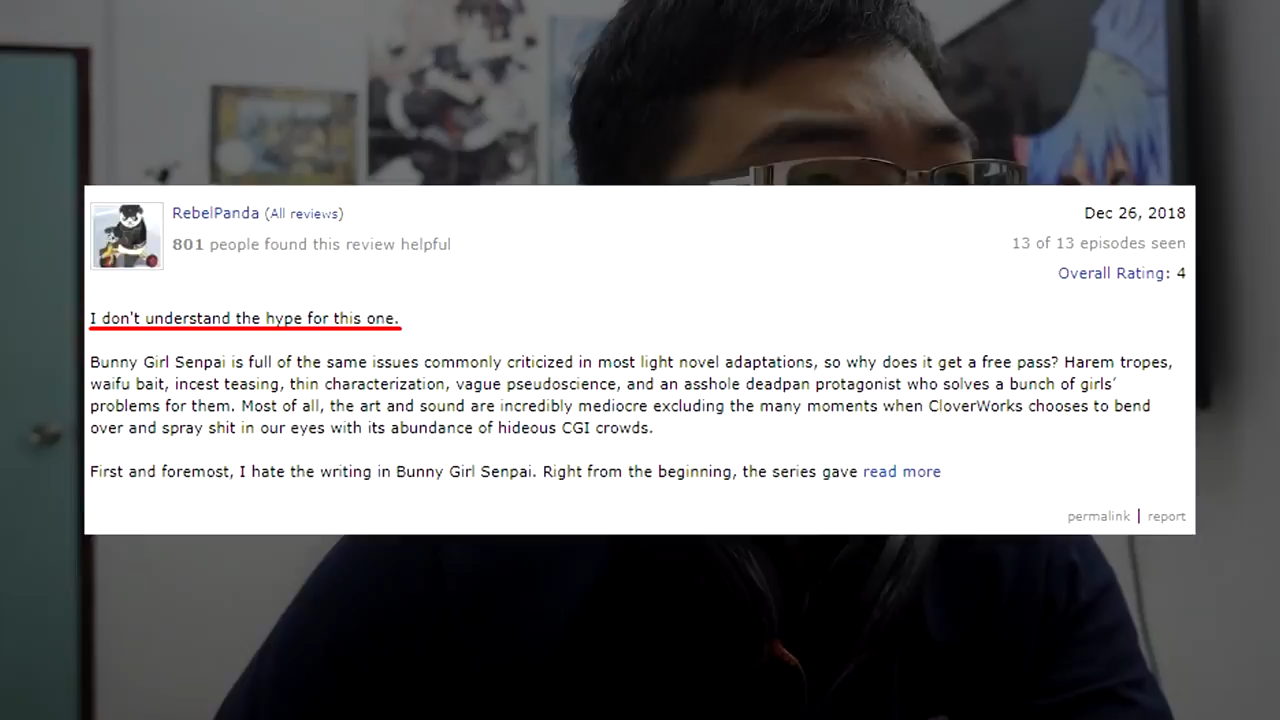 RebelPanda (All reviews)
Dec 26, 2018
801 people found this review helpful
13 of 13 episodes seen
Overall Rating: 4
I don't understand the hype for this one.
Bunny Girl Senpai is full of the same issues commonly criticized in most light novel adaptations, so why does it get a free pass? Harem tropes,
waifu bait, incest teasing, thin characterization, vague pseudoscience, and an asshole deadpan protagonist who solves a bunch of girls’
problems for them. Most of all, the art and sound are incredibly mediocre excluding the many moments when CloverWorks chooses to bend
over and spray shit in our eyes with its abundance of hideous CGI crowds.
First and foremost, I hate the writing in Bunny Girl Senpai. Right from the beginning, the series gave read more
permalink | report